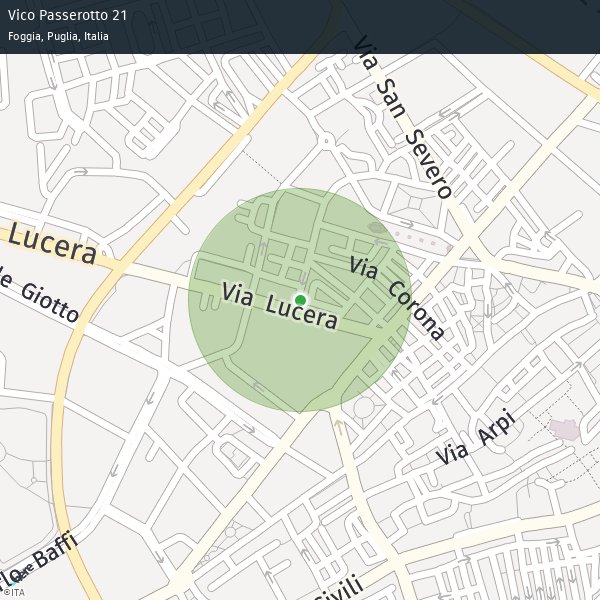 Vico Passerotto 21
Foggia, Puglia, Italia
Via San Severo
Lucera
le Giotto
Via Corona
Via Lucera
Via Arpi
Baffi
Civili
©ITA